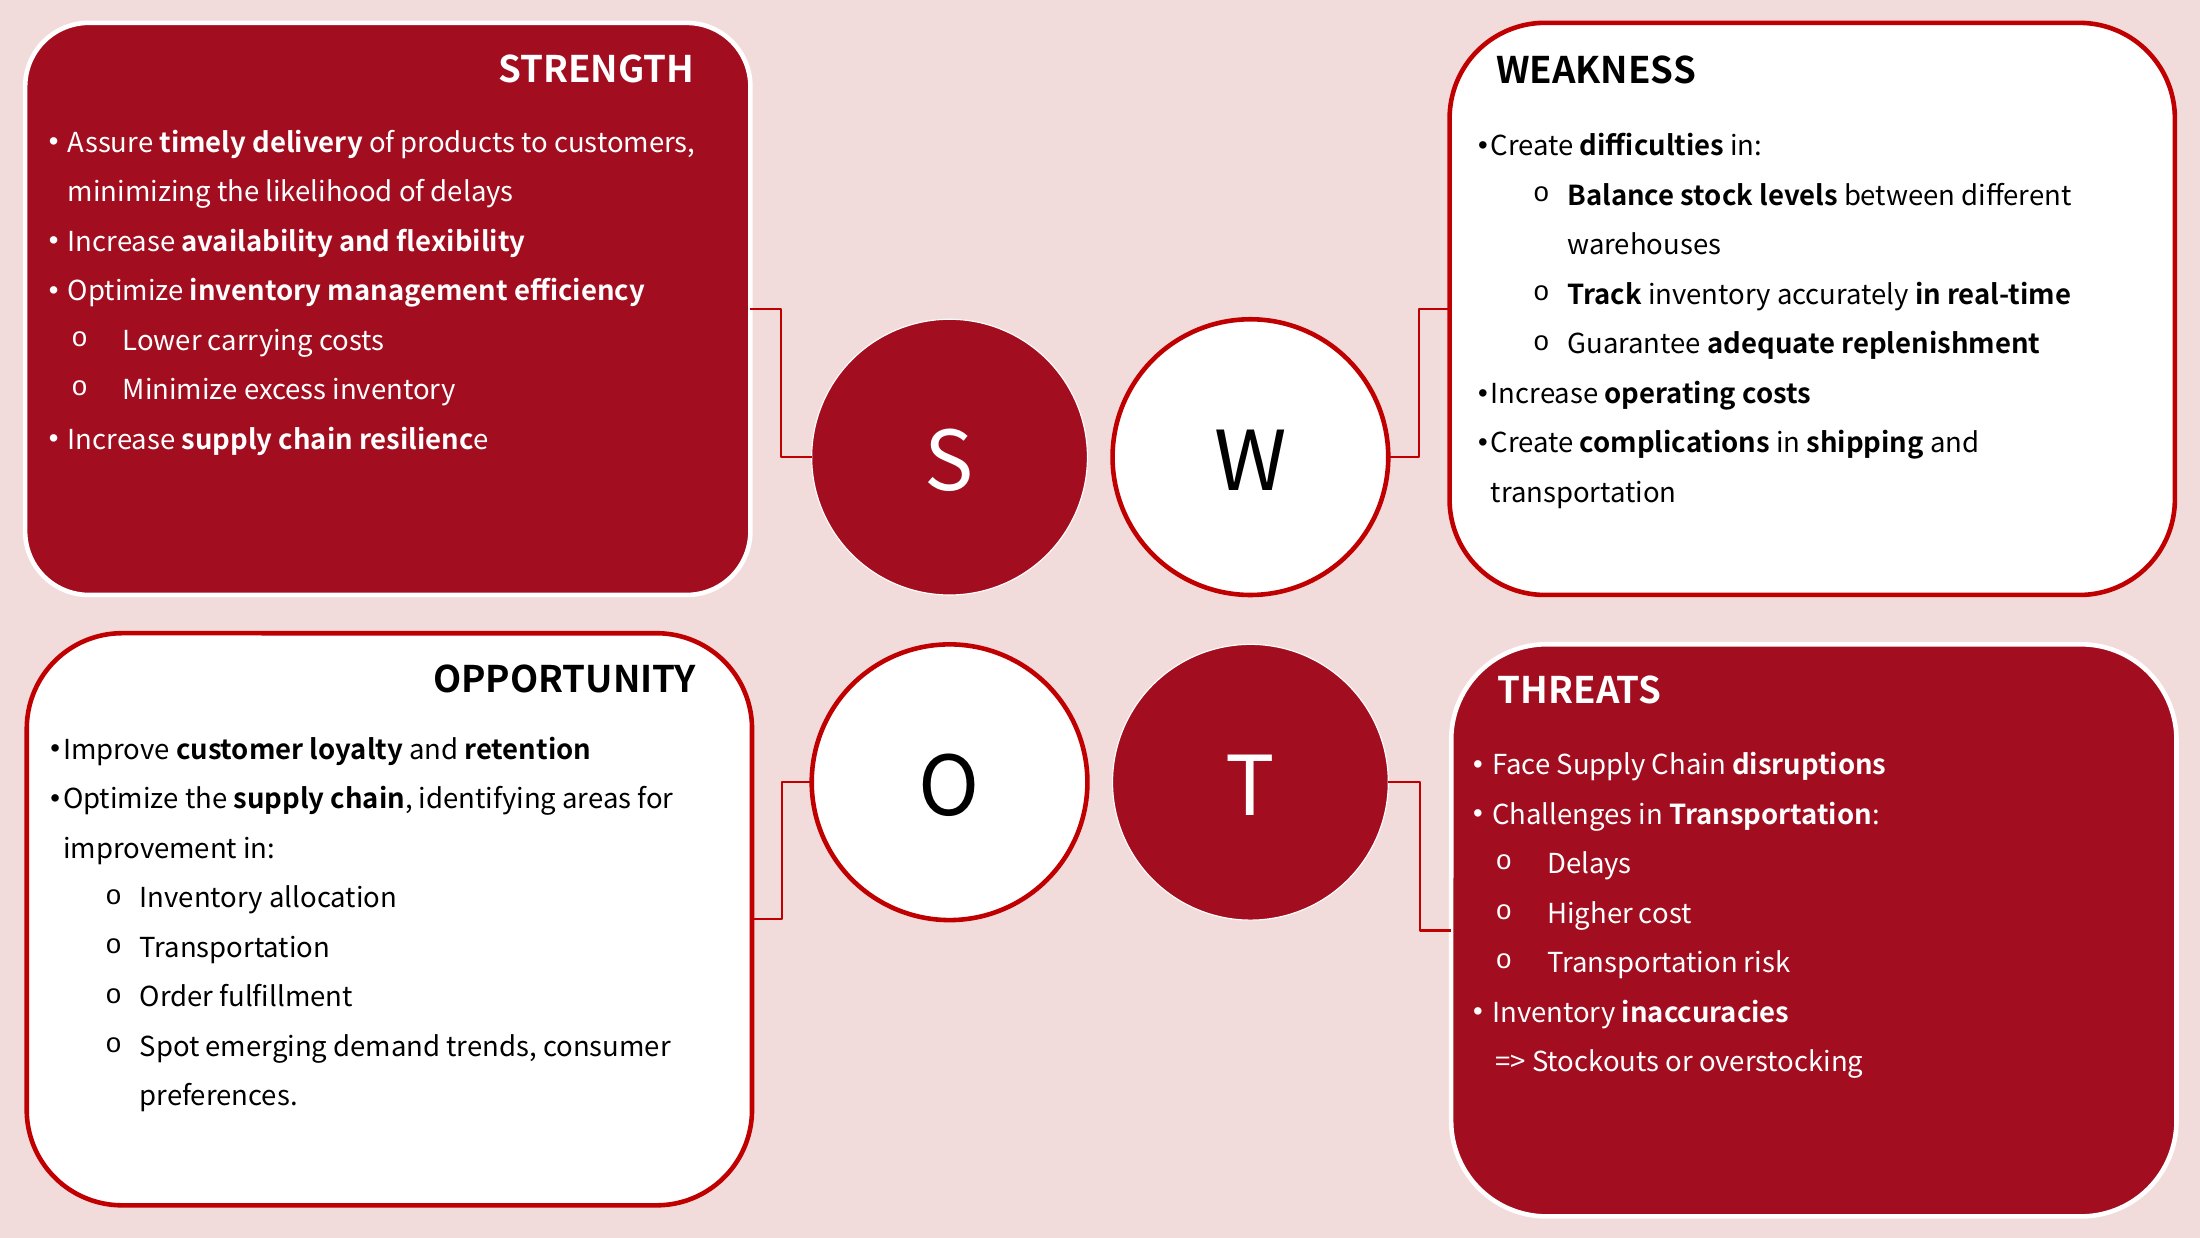 STRENGTH
• Assure timely delivery of products to customers,
minimizing the likelihood of delays
• Increase availability and flexibility
• Optimize inventory management efficiency
o Lower carrying costs
o Minimize excess inventory
• Increase supply chain resilience
WEAKNESS
•Create difficulties in:
o Balance stock levels between different
warehouses
o Track inventory accurately in real-time
o Guarantee adequate replenishment
•Increase operating costs
•Create complications in shipping and
transportation
S
W
OPPORTUNITY
•Improve customer loyalty and retention
•Optimize the supply chain, identifying areas for
improvement in:
o Inventory allocation
o Transportation
o Order fulfillment
o Spot emerging demand trends, consumer
preferences.
O
T
THREATS
• Face Supply Chain disruptions
• Challenges in Transportation:
o Delays
o Higher cost
o Transportation risk
• Inventory inaccuracies
=> Stockouts or overstocking